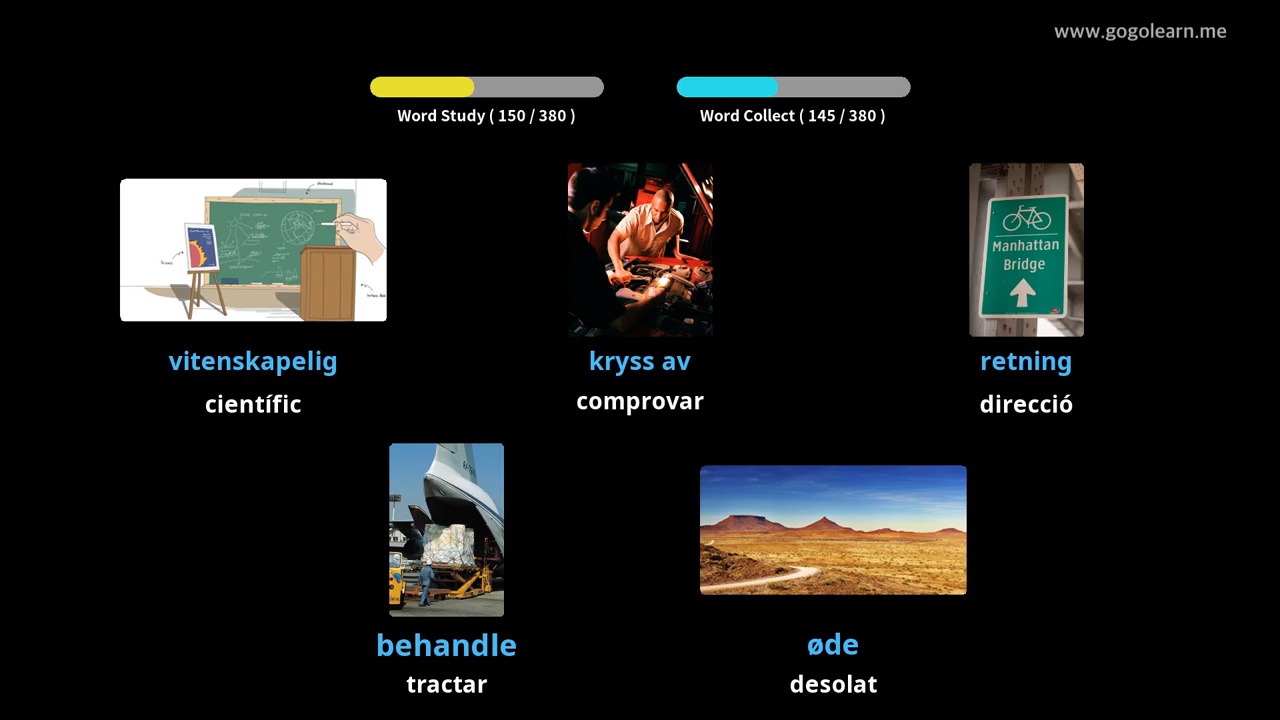 www.gogolearn.me
Word Study ( 150 / 380 )
Word Collect ( 145 / 380 )
Manhattan
Bridge
vitenskapelig
kryss av
retning
científic
comprovar
direcció
behandle
øde
tractar
desolat